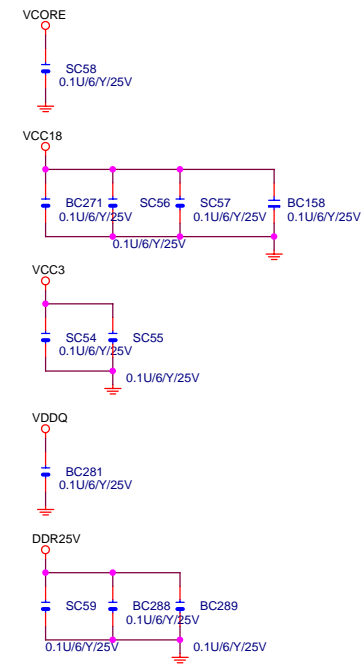 VCORE
SC58
0.1U/6/Y/25V
VCC18
BC271 SC56 SC57 BC158
0.1U/6/Y/25V 0.1U/6/Y/25V 0.1U/6/Y/25V
0.1U/6/Y/25V
VCC3
SC54 SC55
0.1U/6/Y/25V
0.1U/6/Y/25V
VDDQ
BC281
0.1U/6/Y/25V
DDR25V
SC59 BC288 BC289
0.1U/6/Y/25V
0.1U/6/Y/25V 0.1U/6/Y/25V